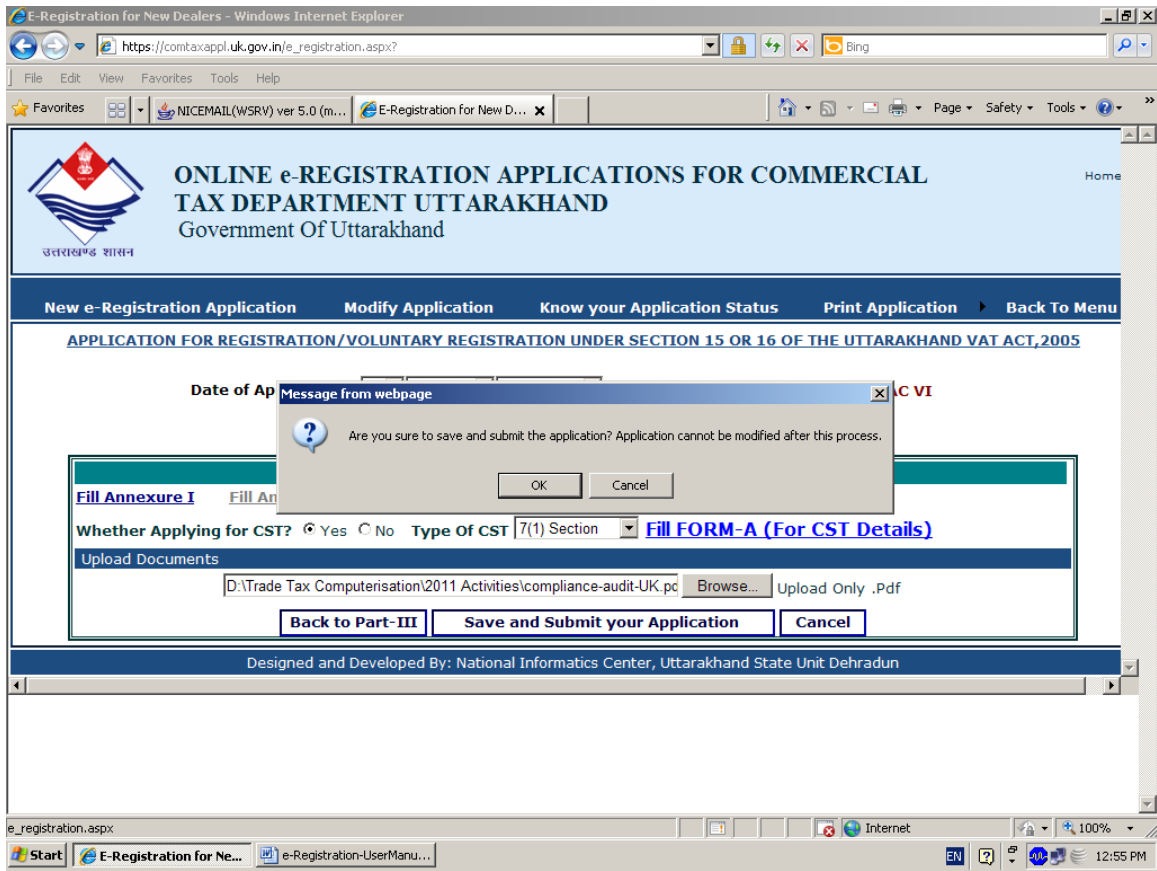 E-Registration for New Dealers - Windows Internet Explorer
https://comtaxappl.uk.gov.in/e_registration.aspx?
Bing
File Edit View Favorites Tools Help
Favorites
NICEMAIL(WSRV) ver 5.0 (m...
E-Registration for New D...
Page
Safety
Tools
उत्तराखण्ड शासन
ONLINE e-REGISTRATION APPLICATIONS FOR COMMERCIAL
TAX DEPARTMENT UTTARAKHAND
Government Of Uttarakhand
Home
New e-Registration Application Modify Application Know your Application Status Print Application Back To Menu
APPLICATION FOR REGISTRATION/VOLUNTARY REGISTRATION UNDER SECTION 15 OR 16 OF THE UTTARAKHAND VAT ACT,2005
Date of Ap
AC VI
Message from webpage
Are you sure to save and submit the application? Application cannot be modified after this process.
OK Cancel
Fill Annexure I Fill An
Whether Applying for CST? Yes No Type Of CST 7(1) Section Fill FORM-A (For CST Details)
Upload Documents
D:\Trade Tax Computerisation\2011 Activities\compliance-audit-UK.pd Browse... Upload Only .Pdf
Back to Part-III Save and Submit your Application Cancel
Designed and Developed By: National Informatics Center, Uttarakhand State Unit Dehradun
e_registration.aspx
Internet
100%
Start
E-Registration for Ne...
e-Registration-UserManu...
EN
12:55 PM